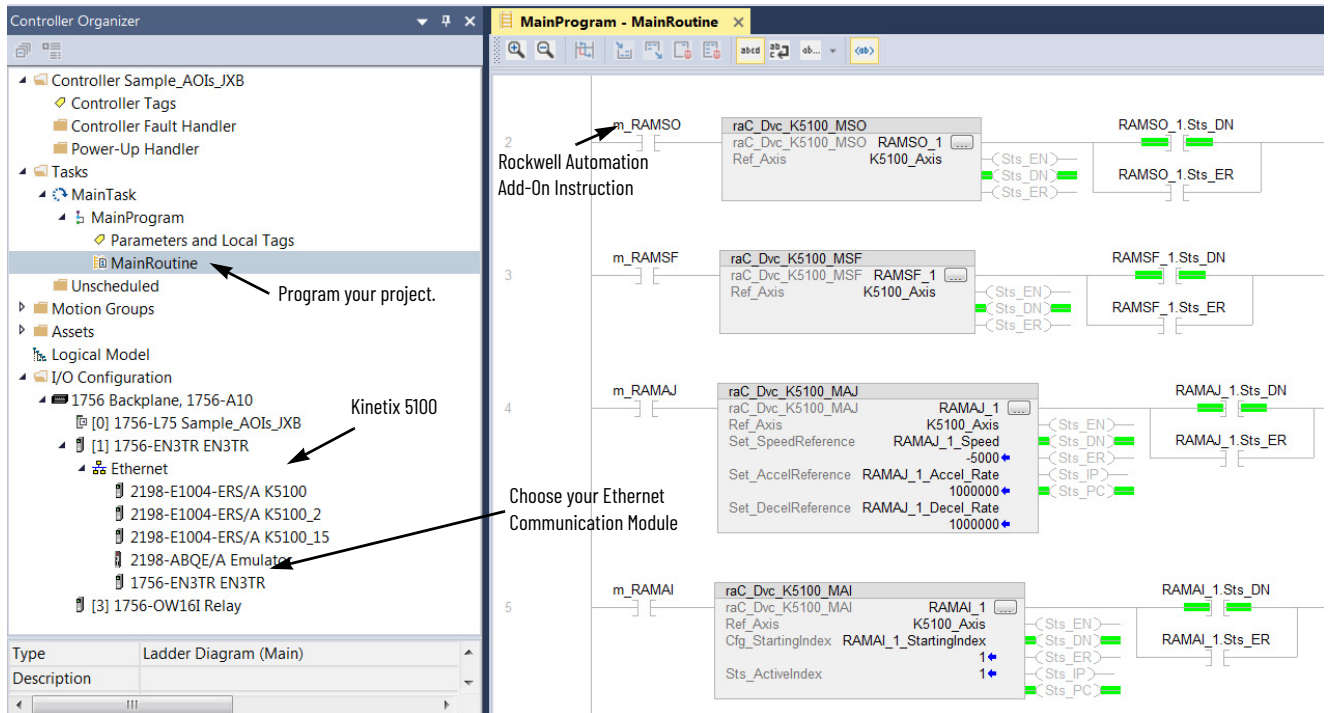 Controller Organizer
Controller Sample_AOIs_JXB
Controller Tags
Controller Fault Handler
Power-Up Handler
Tasks
MainTask
MainProgram
Parameters and Local Tags
MainRoutine
Program your project.
Unscheduled
Motion Groups
Assets
Logical Model
I/O Configuration
1756 Backplane, 1756-A10
Kinetix 5100
[0] 1756-L75 Sample_AOIs_JXB
[1] 1756-EN3TR EN3TR
Ethernet
2198-E1004-ERS/A K5100
2198-E1004-ERS/A K5100_2
2198-E1004-ERS/A K5100_15
2198-ABQE/A Emulator
1756-EN3TR EN3TR
[3] 1756-OW16I Relay
Choose your Ethernet
Communication Module
Type Ladder Diagram (Main)
Description
MainProgram - MainRoutine
abcd
ab...
<ab>
2
m_RAMSO
Rockwell Automation
Add-On Instruction
raC_Dvc_K5100_MSO
raC_Dvc_K5100_MSO RAMSO_1 ...
Ref_Axis K5100_Axis
Sts_EN
Sts_DN
Sts_ER
RAMSO_1.Sts_DN
RAMSO_1.Sts_ER
3
m_RAMSF
raC_Dvc_K5100_MSF
raC_Dvc_K5100_MSF RAMSF_1 ...
Ref_Axis K5100_Axis
Sts_EN
Sts_DN
Sts_ER
RAMSF_1.Sts_DN
RAMSF_1.Sts_ER
4
m_RAMAJ
raC_Dvc_K5100_MAJ
raC_Dvc_K5100_MAJ RAMAJ_1 ...
Ref_Axis K5100_Axis
Set_SpeedReference RAMAJ_1_Speed
-5000
Set_AccelReference RAMAJ_1_Accel_Rate
1000000
Set_DecelReference RAMAJ_1_Decel_Rate
1000000
Sts_EN
Sts_DN
Sts_ER
Sts_IP
Sts_PC
RAMAJ_1.Sts_DN
RAMAJ_1.Sts_ER
5
m_RAMAI
raC_Dvc_K5100_MAI
raC_Dvc_K5100_MAI RAMAI_1 ...
Ref_Axis K5100_Axis
Cfg_StartingIndex RAMAI_1_StartingIndex
1
Sts_ActiveIndex 1
Sts_EN
Sts_DN
Sts_ER
Sts_IP
Sts_PC
RAMAI_1.Sts_DN
RAMAI_1.Sts_ER